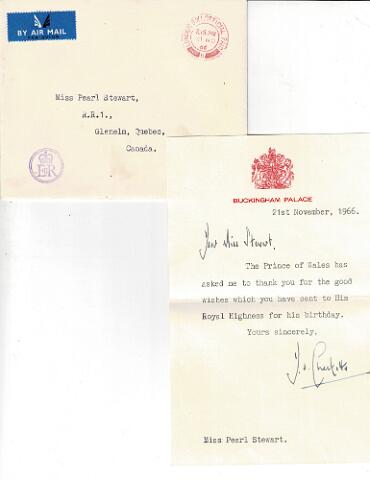 BY AIR MAIL
Miss Pearl Stewart,
R.R.1.,
Glenelm, Quebec,
Canada.
EIIR
BUCKINGHAM PALACE
21st November, 1966.
Dear Miss Stewart,
The Prince of Wales has
asked me to thank you for the good
wishes which you have sent to His
Royal Highness for his birthday.
Yours sincerely,
Miss Pearl Stewart.